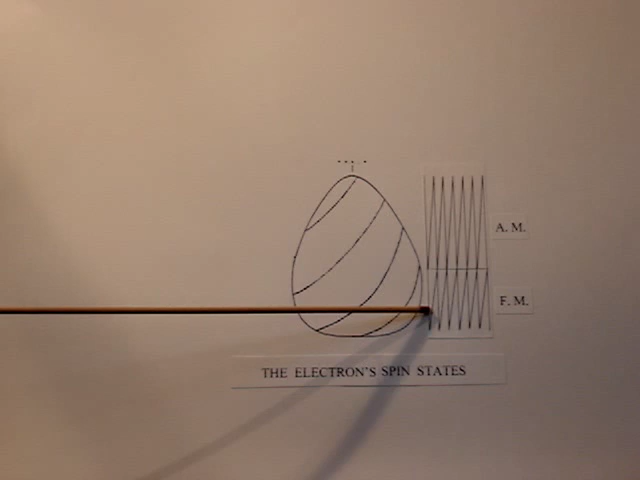 A. M.
F. M.
THE ELECTRON'S SPIN STATES